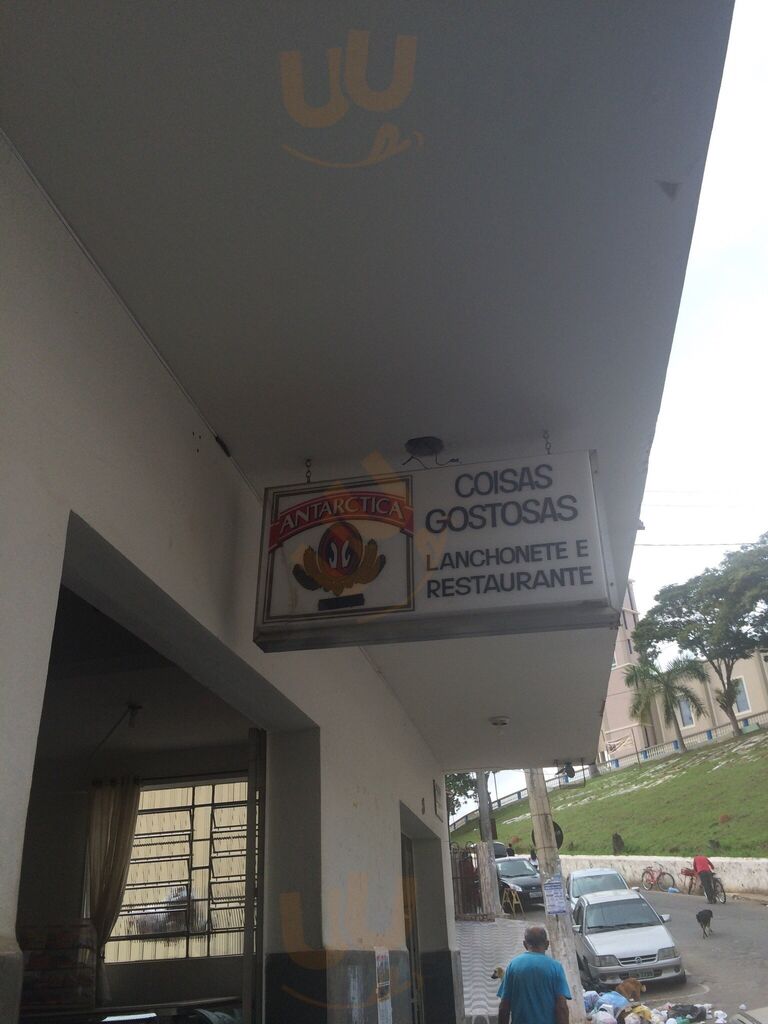 ANTARCTICA
COISAS
GOSTOSAS
LANCHONETE E
RESTAURANTE